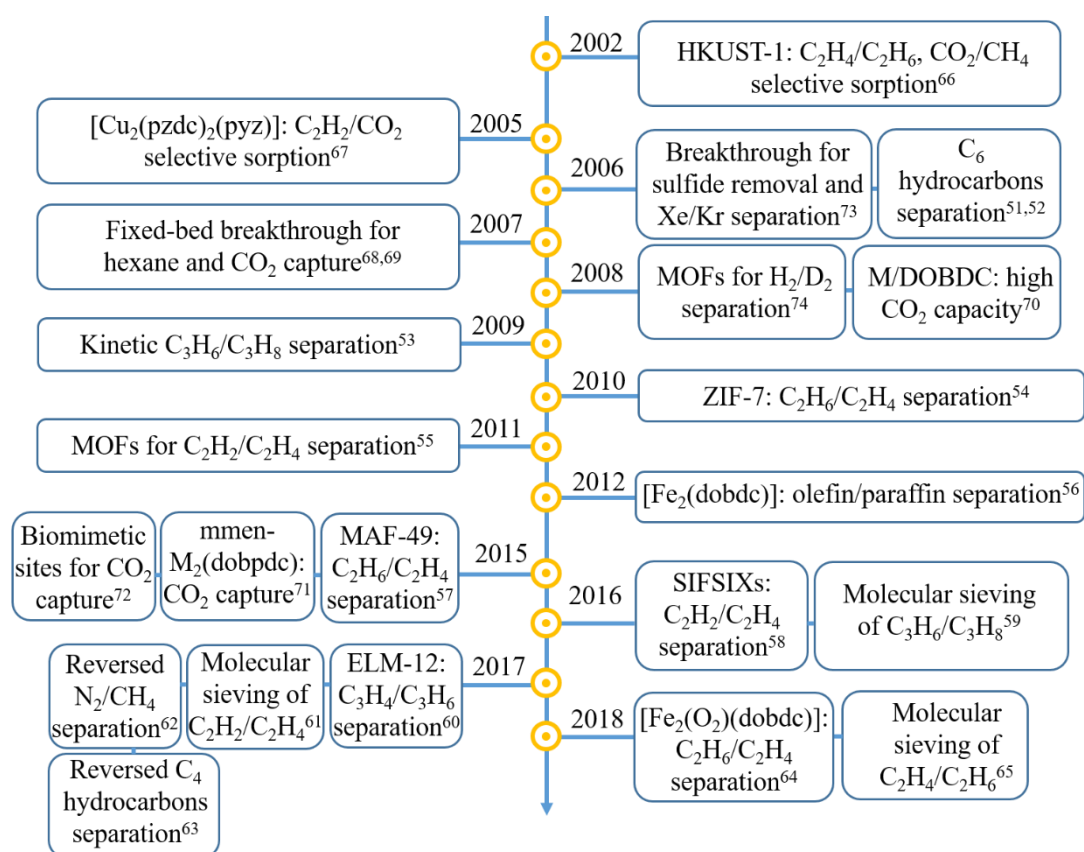 2002
HKUST-1: C₂H₄/C₂H₆, CO₂/CH₄
selective sorption⁶⁶
2005
[Cu₂(pzdc)₂(pyz)]: C₂H₂/CO₂
selective sorption⁶⁷
2006
Breakthrough for
sulfide removal and
Xe/Kr separation⁷³
C₆
hydrocarbons
separation⁵¹,⁵²
2007
Fixed-bed breakthrough for
hexane and CO₂ capture⁶⁸,⁶⁹
2008
MOFs for H₂/D₂
separation⁷⁴
M/DOBDC: high
CO₂ capacity⁷⁰
2009
Kinetic C₃H₆/C₃H₈ separation⁵³
2010
ZIF-7: C₂H₆/C₂H₄ separation⁵⁴
2011
MOFs for C₂H₂/C₂H₄ separation⁵⁵
2012
[Fe₂(dobdc)]: olefin/paraffin separation⁵⁶
2015
MAF-49:
C₂H₆/C₂H₄
separation⁵⁷
mmen-
M₂(dobpdc):
CO₂ capture⁷¹
Biomimetic
sites for CO₂
capture⁷²
2016
SIFSIXs:
C₂H₂/C₂H₄
separation⁵⁸
Molecular sieving
of C₃H₆/C₃H₈⁵⁹
2017
ELM-12:
C₃H₄/C₃H₆
separation⁶⁰
Molecular
sieving of
C₂H₂/C₂H₄⁶¹
Reversed
N₂/CH₄
separation⁶²
Reversed C₄
hydrocarbons
separation⁶³
2018
[Fe₂(O₂)(dobdc)]:
C₂H₆/C₂H₄
separation⁶⁴
Molecular
sieving of
C₂H₄/C₂H₆⁶⁵